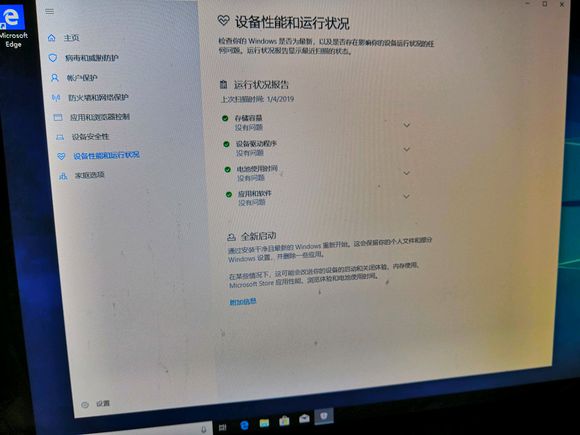 Microsoft
Edge
主页
病毒和威胁防护
帐户保护
防火墙和网络保护
应用和浏览器控制
设备安全性
设备性能和运行状况
家庭选项
设置
设备性能和运行状况
检查你的 Windows 是否为最新，以及是否存在影响你的设备运行状况的任
何问题。运行状况报告显示最近扫描的状态。
运行状况报告
上次扫描时间: 1/4/2019
存储容量
没有问题
设备驱动程序
没有问题
电池使用时间
没有问题
应用和软件
没有问题
全新启动
通过安装干净且最新的 Windows 重新开始。这会保留你的个人文件和部分
Windows 设置，并删除一些应用。
在某些情况下，这可能会改进你的设备的启动和关闭体验、内存使用、
Microsoft Store 应用性能、浏览体验和电池使用时间。
附加信息